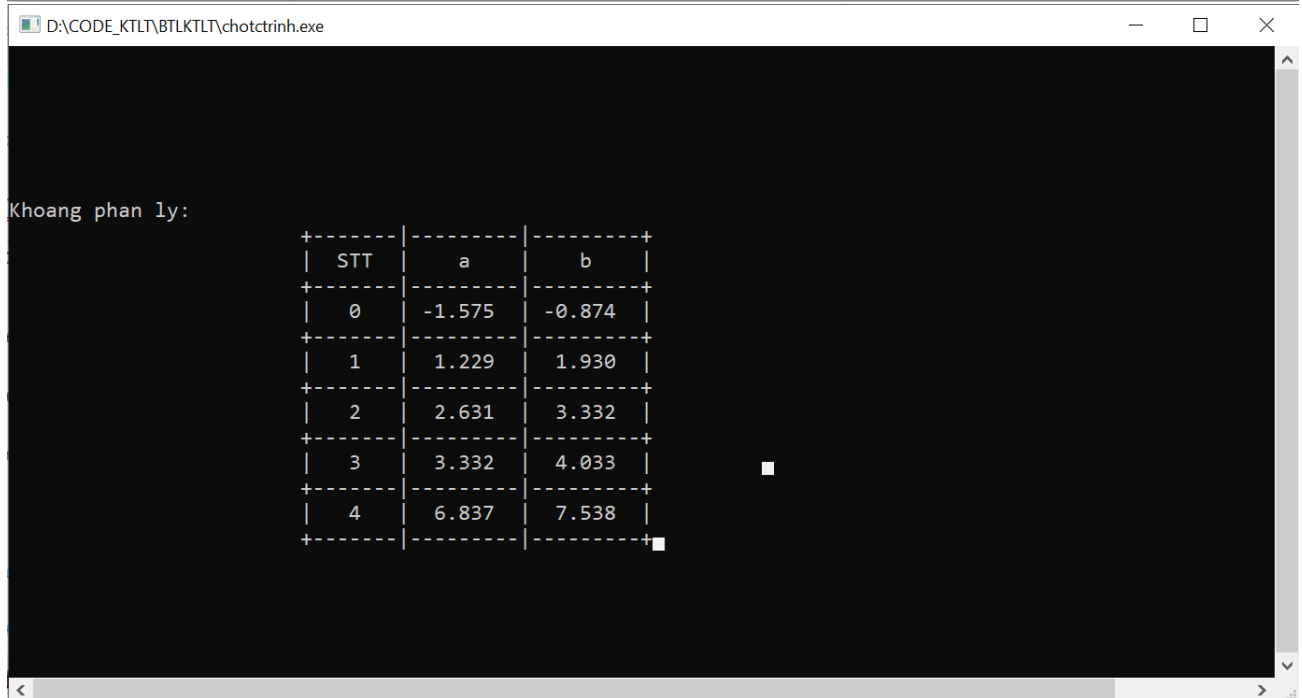 D:\CODE_KTLT\BTLKTLT\chotctrinh.exe
Khoang phan ly:
+-------|---------|---------+
|  STT  |    a    |    b    |
+-------|---------|---------+
|   0   | -1.575  | -0.874  |
+-------|---------|---------+
|   1   |  1.229  |  1.930  |
+-------|---------|---------+
|   2   |  2.631  |  3.332  |
+-------|---------|---------+
|   3   |  3.332  |  4.033  |
+-------|---------|---------+
|   4   |  6.837  |  7.538  |
+-------|---------|---------+